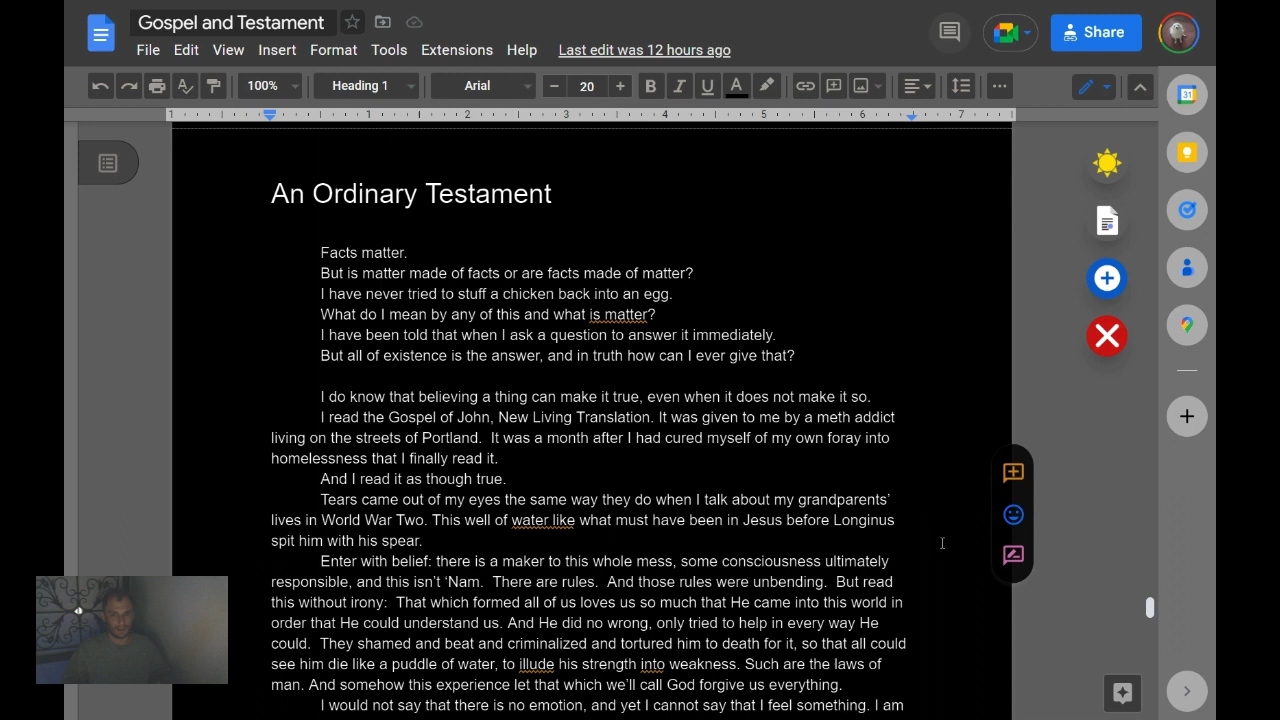 Gospel and Testament
File Edit View Insert Format Tools Extensions Help Last edit was 12 hours ago
Share
100% Heading 1 Arial − 20 + B I U A
1 1 2 3 4 5 6 7
31
An Ordinary Testament
Facts matter.
But is matter made of facts or are facts made of matter?
I have never tried to stuff a chicken back into an egg.
What do I mean by any of this and what is matter?
I have been told that when I ask a question to answer it immediately.
But all of existence is the answer, and in truth how can I ever give that?
I do know that believing a thing can make it true, even when it does not make it so.
I read the Gospel of John, New Living Translation. It was given to me by a meth addict
living on the streets of Portland.  It was a month after I had cured myself of my own foray into
homelessness that I finally read it.
And I read it as though true.
Tears came out of my eyes the same way they do when I talk about my grandparents’
lives in World War Two. This well of water like what must have been in Jesus before Longinus
spit him with his spear.
Enter with belief: there is a maker to this whole mess, some consciousness ultimately
responsible, and this isn’t ‘Nam.  There are rules.  And those rules were unbending.  But read
this without irony:  That which formed all of us loves us so much that He came into this world in
order that He could understand us. And He did no wrong, only tried to help in every way He
could.  They shamed and beat and criminalized and tortured him to death for it, so that all could
see him die like a puddle of water, to illude his strength into weakness. Such are the laws of
man. And somehow this experience let that which we’ll call God forgive us everything.
I would not say that there is no emotion, and yet I cannot say that I feel something. I am